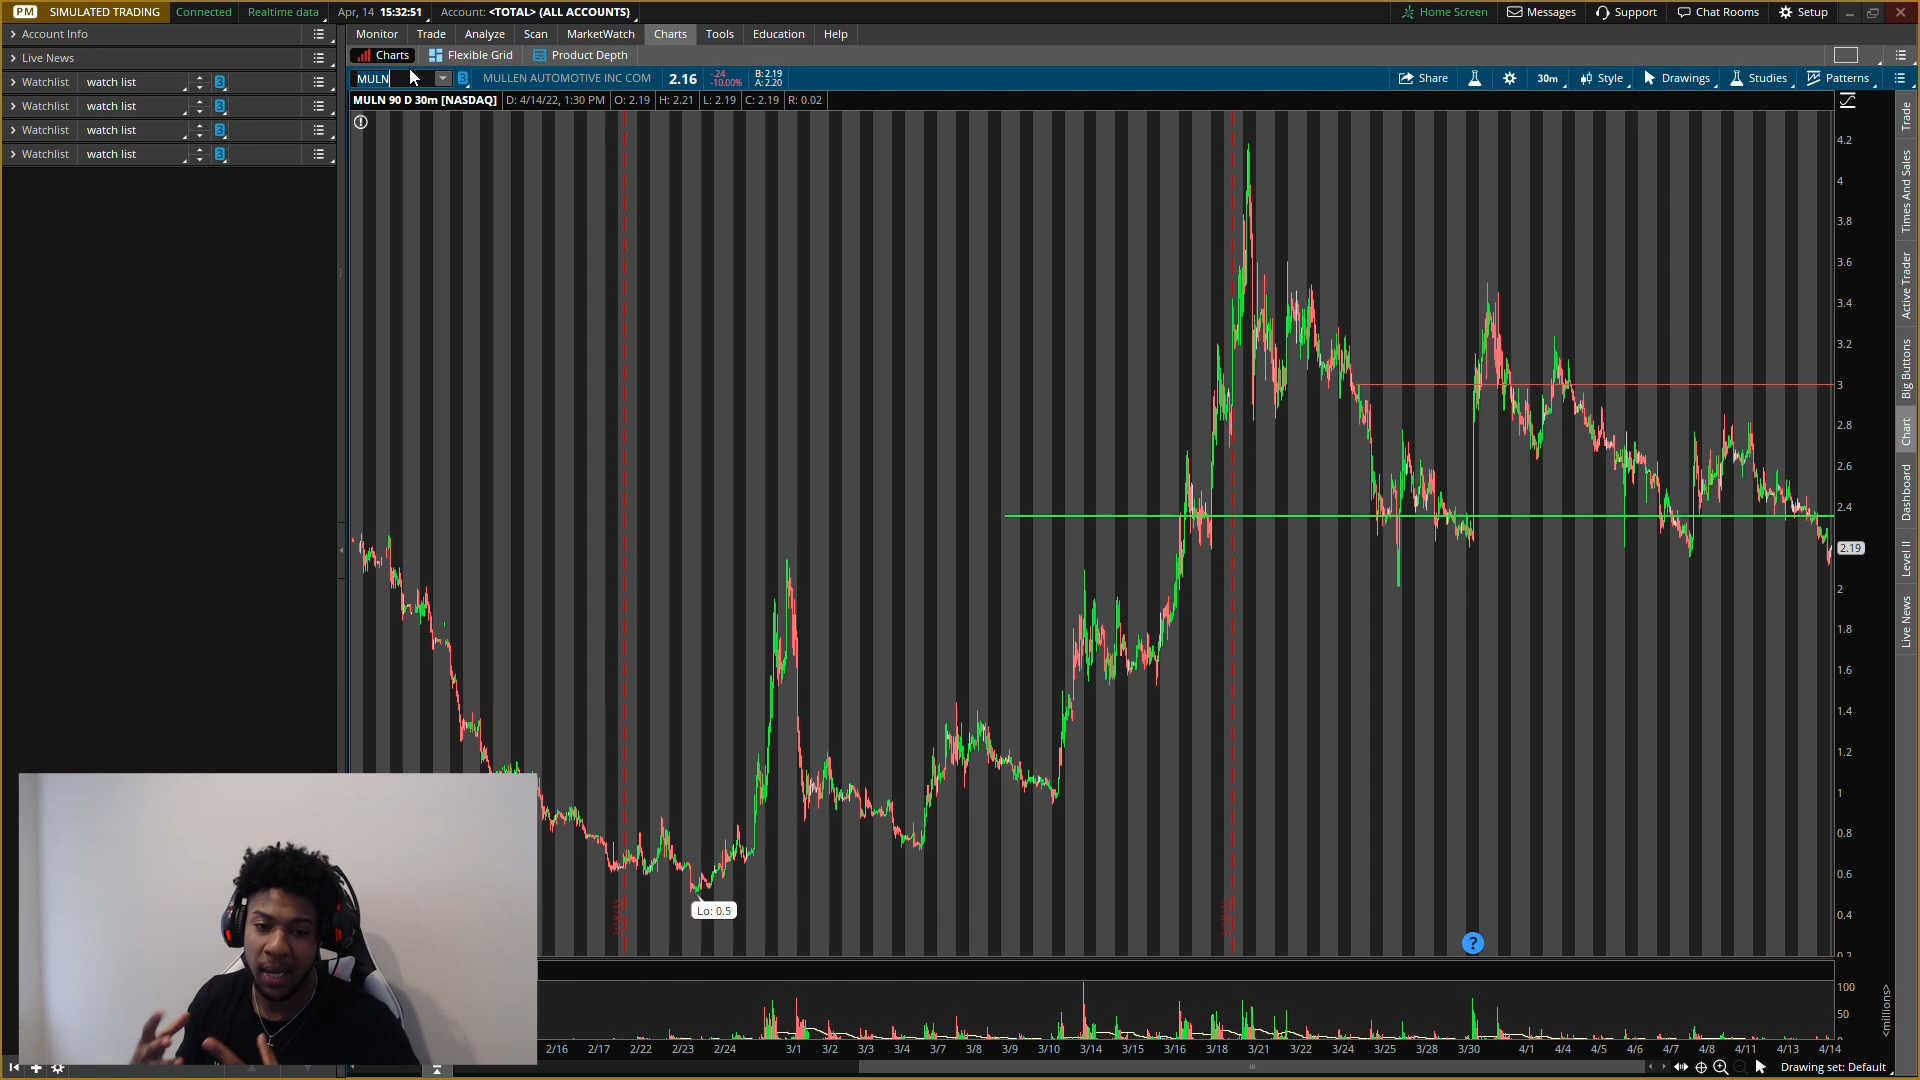 PM SIMULATED TRADING Connected Realtime data Apr, 14 15:32:51 Account: <TOTAL> (ALL ACCOUNTS) Home Screen Messages Support Chat Rooms Setup
Account Info
Monitor Trade Analyze Scan MarketWatch Charts Tools Education Help
Live News
Charts Flexible Grid Product Depth
Watchlist watch list 3
MULN 3 MULLEN AUTOMOTIVE INC COM 2.16 -.24 -10.00% B: 2.19 A: 2.20 Share 30m Style Drawings Studies Patterns
Watchlist watch list 3
MULN 90 D 30m [NASDAQ] D: 4/14/22, 1:30 PM O: 2.19 H: 2.21 L: 2.19 C: 2.19 R: 0.02
Watchlist watch list 3
Watchlist watch list 3
4.2
4
3.8
3.6
3.4
3.2
3
2.8
2.6
2.4
2.19
2
1.8
1.6
1.4
1.2
1
0.8
0.6
0.4
0.2
Trade
Times And Sales
Active Trader
Big Buttons
Chart
Dashboard
Level II
Live News
Lo: 0.5
?
100
50
<millions>
2/16 2/17 2/22 2/23 2/24 3/1 3/2 3/3 3/4 3/7 3/8 3/9 3/10 3/14 3/15 3/16 3/18 3/21 3/22 3/24 3/25 3/28 3/30 4/1 4/4 4/5 4/6 4/7 4/8 4/11 4/13 4/14
Drawing set: Default